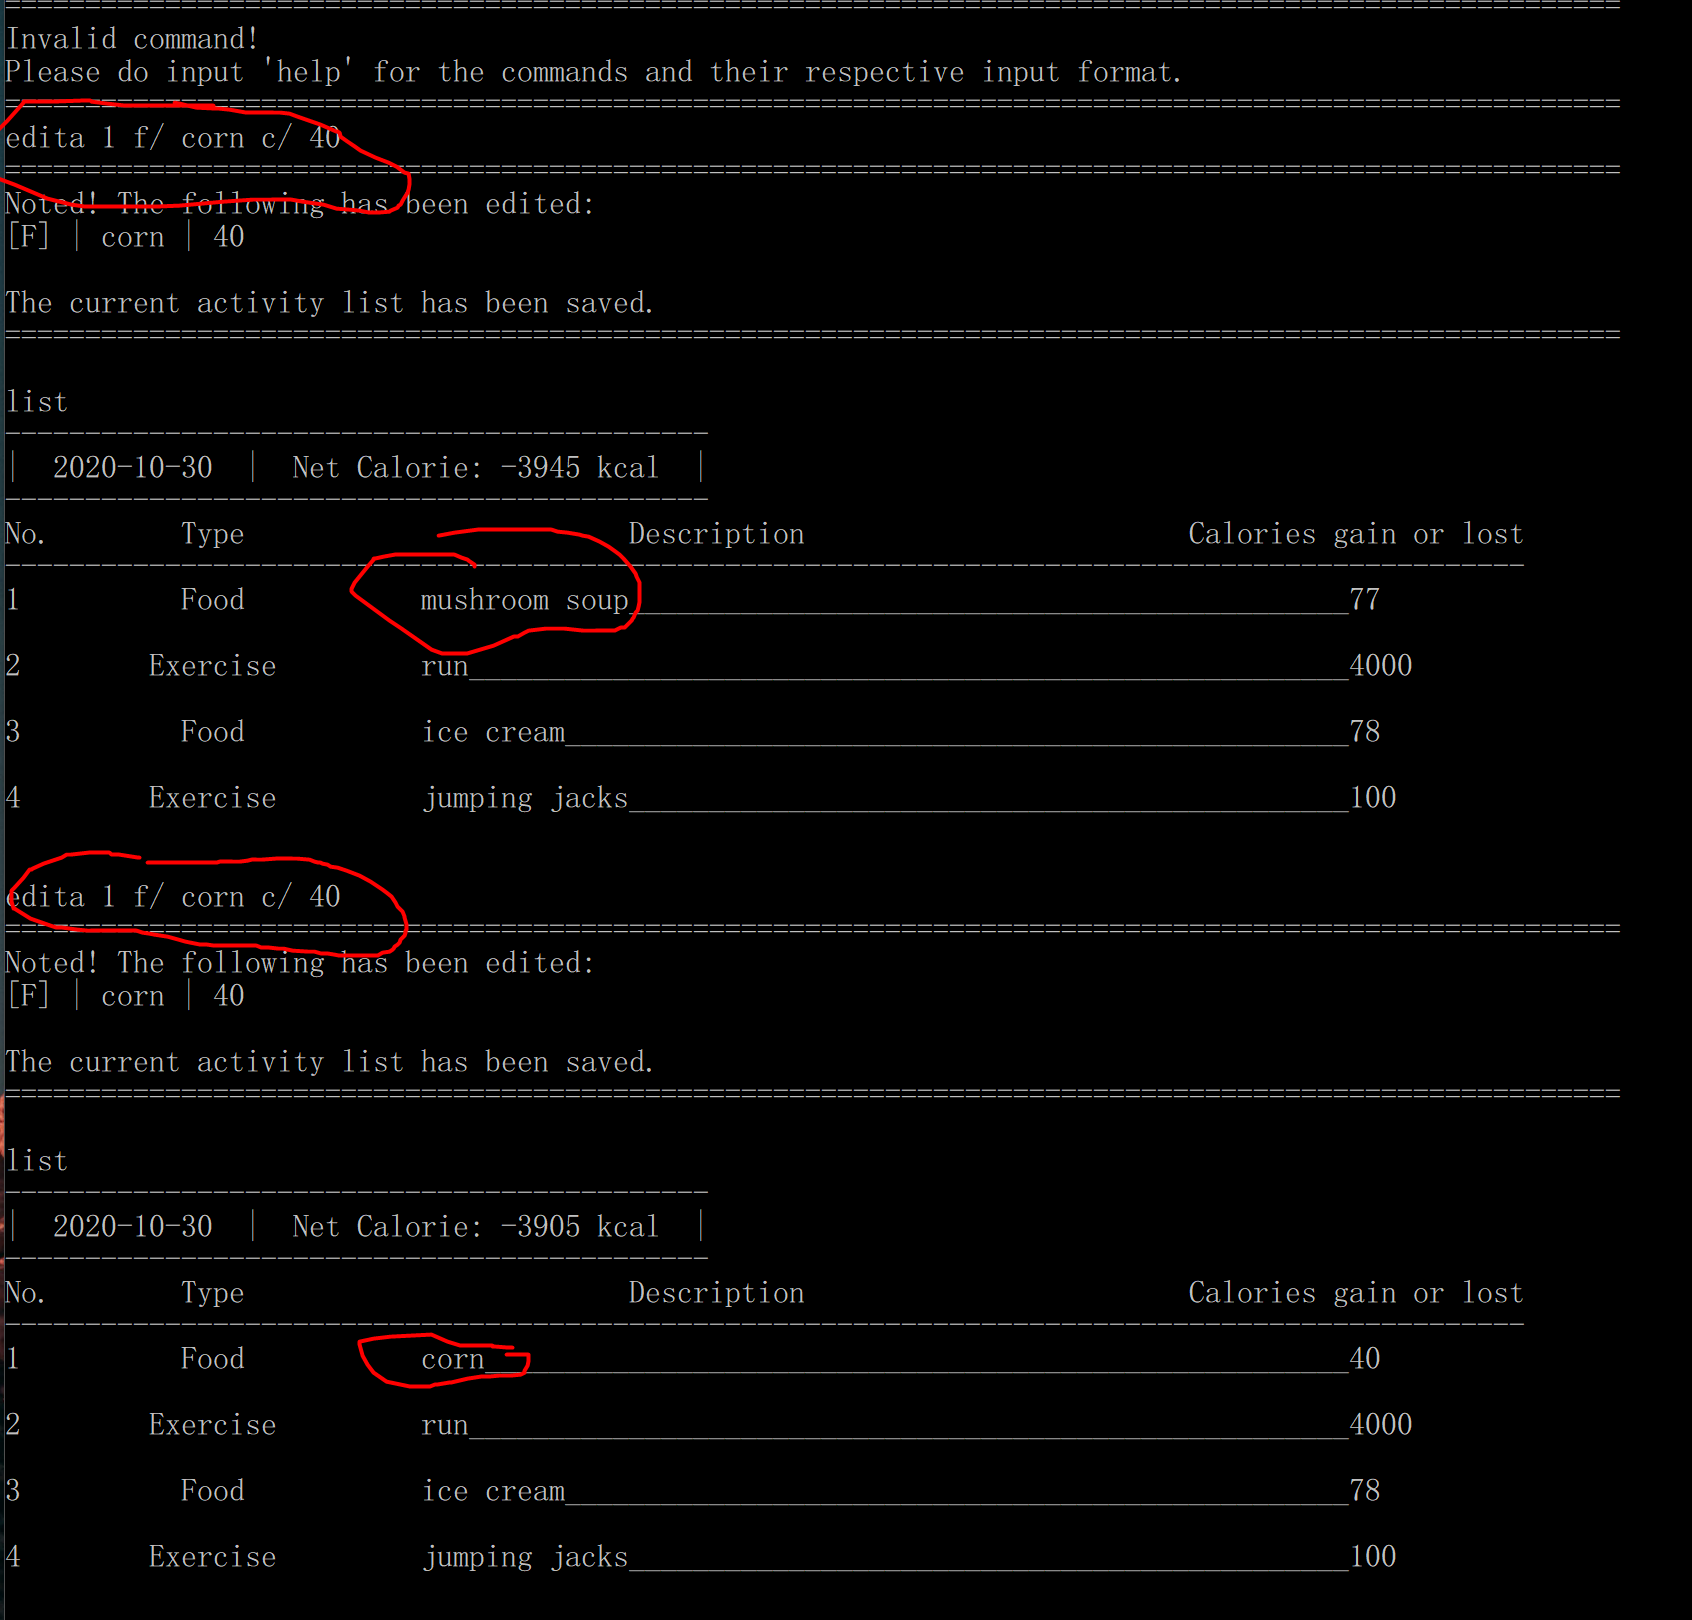 Invalid command!
Please do input 'help' for the commands and their respective input format.
edita 1 f/ corn c/ 40
Noted! The following has been edited:
[F] | corn | 40
The current activity list has been saved.
list
| 2020-10-30 | Net Calorie: -3945 kcal |
No. Type Description Calories gain or lost
1 Food mushroom soup 77
2 Exercise run 4000
3 Food ice cream 78
4 Exercise jumping jacks 100
edita 1 f/ corn c/ 40
Noted! The following has been edited:
[F] | corn | 40
The current activity list has been saved.
list
| 2020-10-30 | Net Calorie: -3905 kcal |
No. Type Description Calories gain or lost
1 Food corn 40
2 Exercise run 4000
3 Food ice cream 78
4 Exercise jumping jacks 100